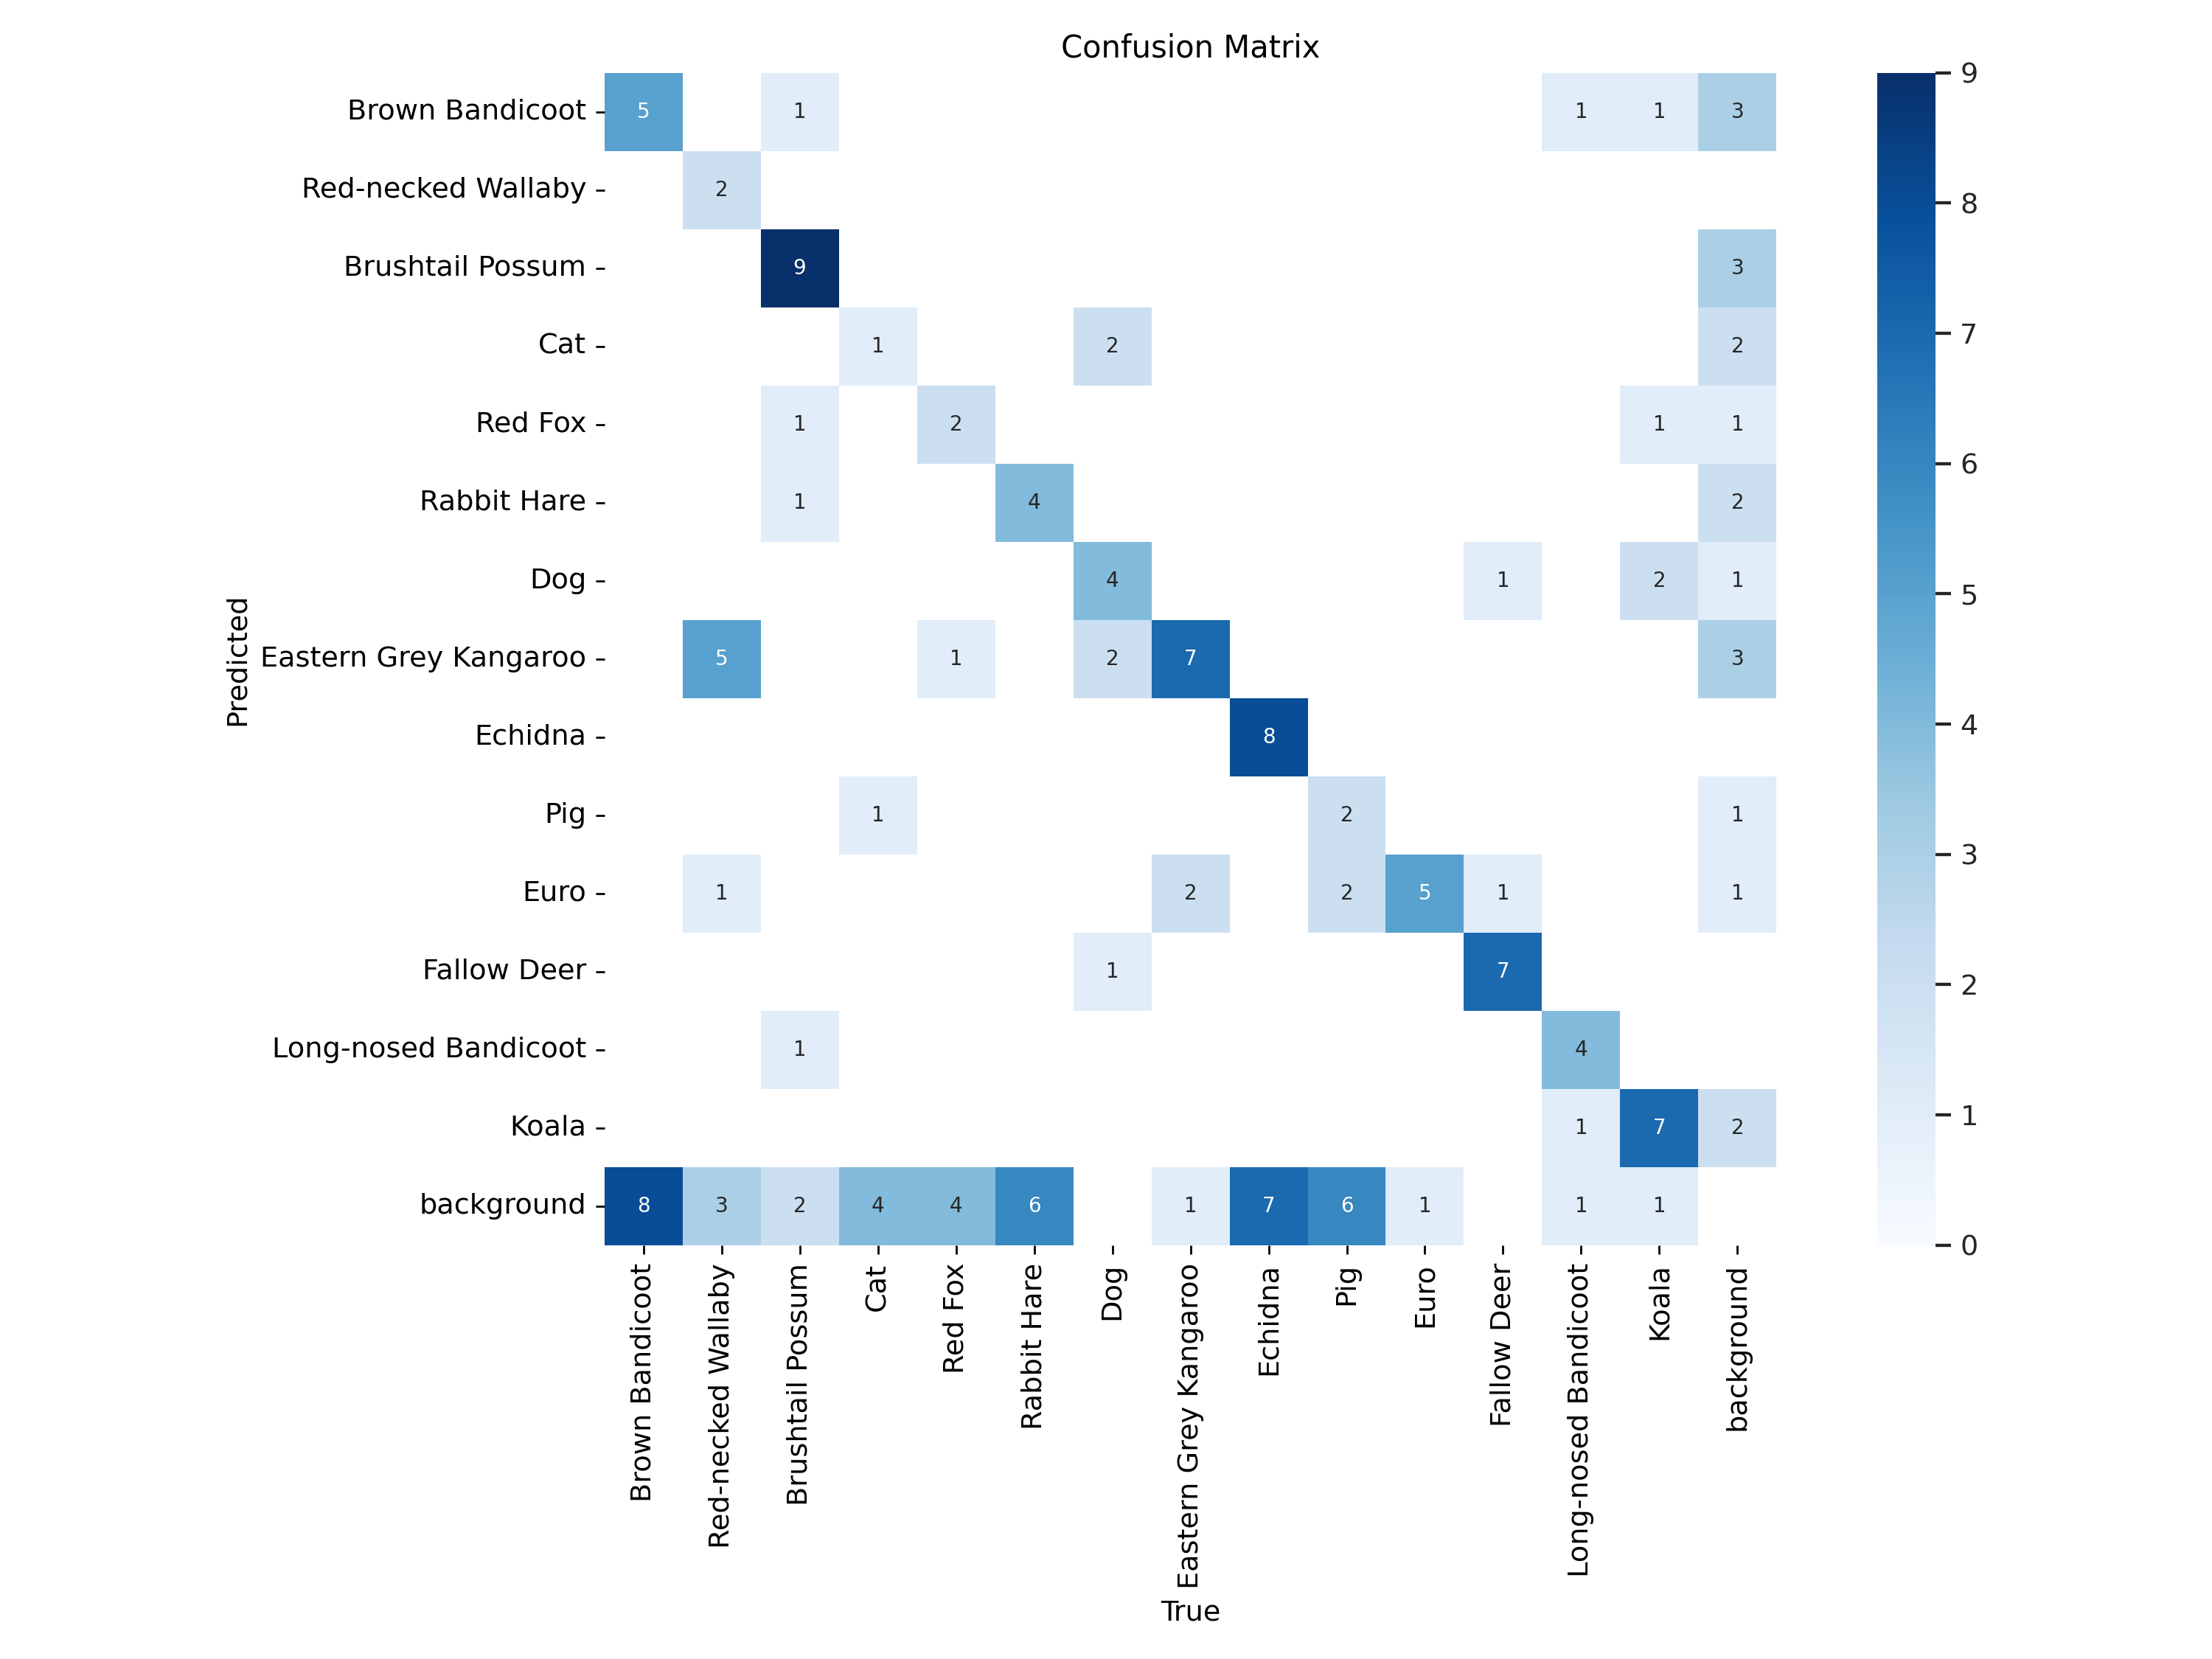 Confusion Matrix
Brown Bandicoot 5 1 1 1 3
Red-necked Wallaby 2
Brushtail Possum 9 3
Cat 1 2 2
Red Fox 1 2 1 1
Rabbit Hare 1 4 2
Dog 4 1 2 1
Eastern Grey Kangaroo 5 1 2 7 3
Echidna 8
Pig 1 2 1
Euro 1 2 2 5 1 1
Fallow Deer 1 7
Long-nosed Bandicoot 1 4
Koala 1 7 2
background 8 3 2 4 4 6 1 7 6 1 1 1
Predicted
Brown Bandicoot
Red-necked Wallaby
Brushtail Possum
Cat
Red Fox
Rabbit Hare
Dog
Eastern Grey Kangaroo
Echidna
Pig
Euro
Fallow Deer
Long-nosed Bandicoot
Koala
background
True
9
8
7
6
5
4
3
2
1
0